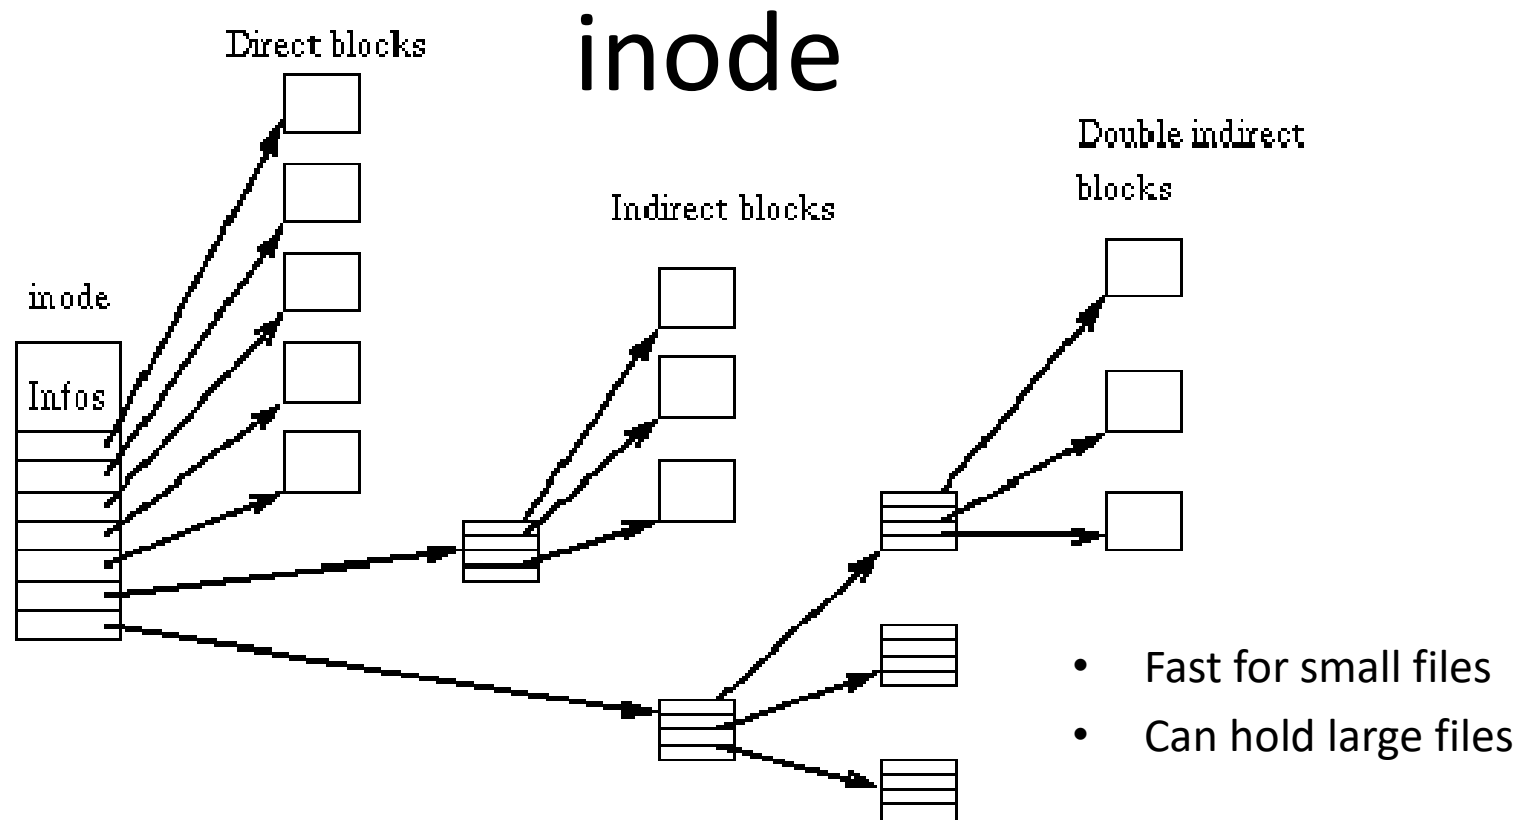 inode
Direct blocks
Double indirect
blocks
Indirect blocks
inode
Infos
• Fast for small files
• Can hold large files